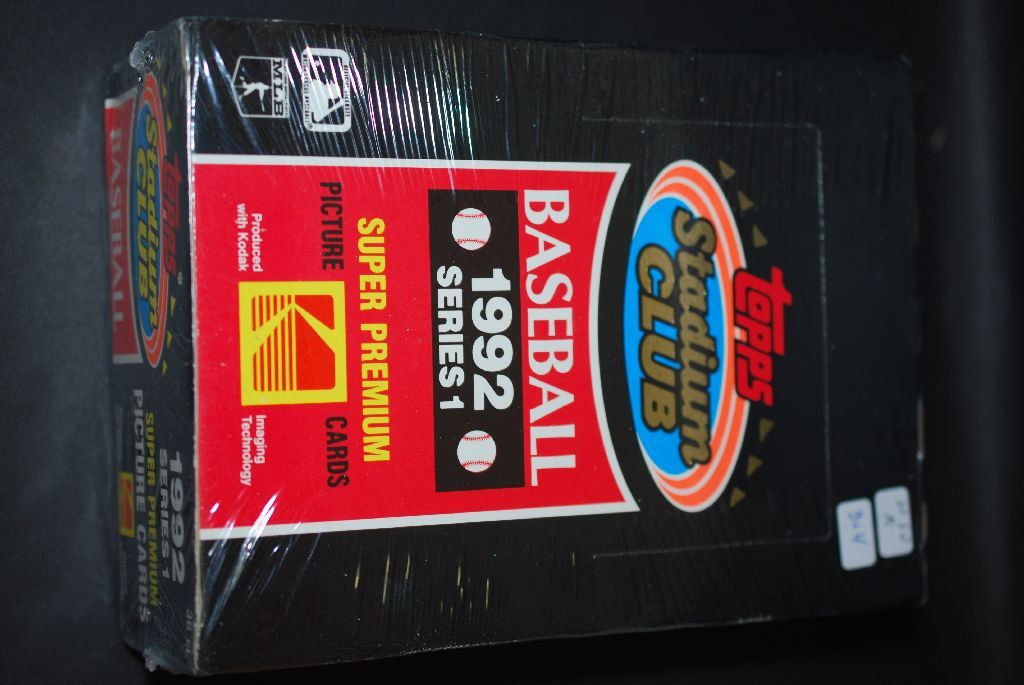 TOPPS
Stadium
CLUB
BASEBALL
1992
SERIES 1
SUPER PREMIUM
PICTURE CARDS
Produced
with Kodak
Imaging
Technology
MLB
TOPPS
Stadium
CLUB
BASEBALL
1992
SERIES 1
SUPER PREMIUM
PICTURE CARDS